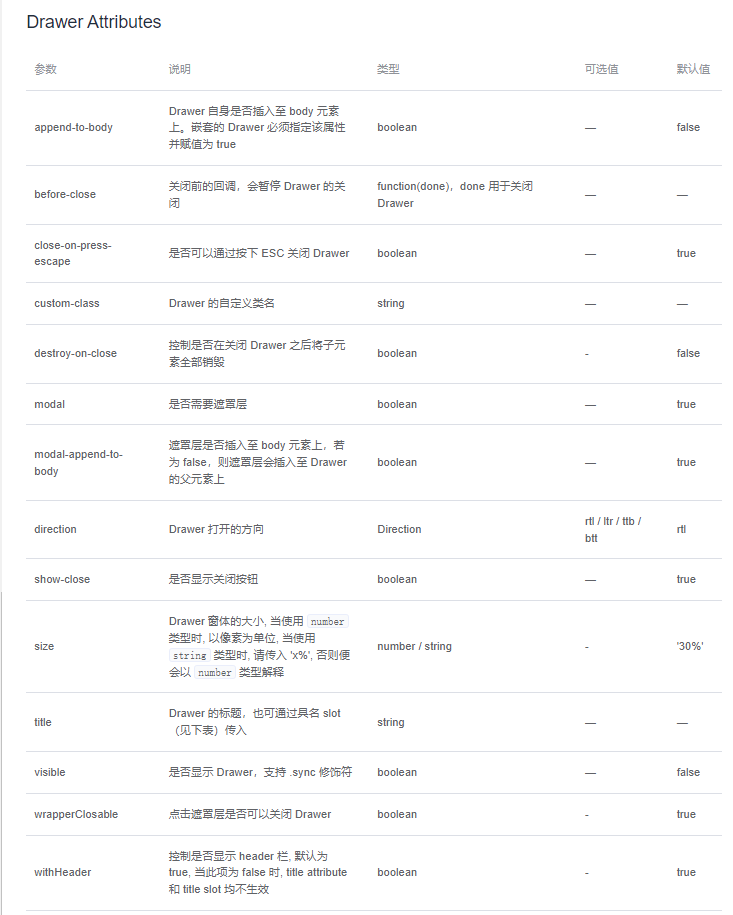 Drawer Attributes
参数 说明 类型 可选值 默认值
append-to-body Drawer 自身是否插入至 body 元素上。嵌套的 Drawer 必须指定该属性并赋值为 true boolean — false
before-close 关闭前的回调，会暂停 Drawer 的关闭 function(done)，done 用于关闭 Drawer — —
close-on-press-escape 是否可以通过按下 ESC 关闭 Drawer boolean — true
custom-class Drawer 的自定义类名 string — —
destroy-on-close 控制是否在关闭 Drawer 之后将子元素全部销毁 boolean - false
modal 是否需要遮罩层 boolean — true
modal-append-to-body 遮罩层是否插入至 body 元素上，若为 false，则遮罩层会插入至 Drawer 的父元素上 boolean — true
direction Drawer 打开的方向 Direction rtl / ltr / ttb / btt rtl
show-close 是否显示关闭按钮 boolean — true
size Drawer 窗体的大小, 当使用 number 类型时, 以像素为单位, 当使用 string 类型时, 请传入 'x%', 否则便会以 number 类型解释 number / string - '30%'
title Drawer 的标题，也可通过具名 slot（见下表）传入 string — —
visible 是否显示 Drawer，支持 .sync 修饰符 boolean — false
wrapperClosable 点击遮罩层是否可以关闭 Drawer boolean - true
withHeader 控制是否显示 header 栏, 默认为 true, 当此项为 false 时, title attribute 和 title slot 均不生效 boolean - true